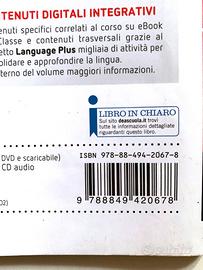 TENUTI DIGITALI INTEGRATIVI
tenuti specifici correlati al corso su eBook
Classe e contenuti trasversali grazie al
etto Language Plus migliaia di attività per
solidare e approfondire la lingua.
terno del volume maggiori informazioni.
i
LIBRO IN CHIARO
Sul sito deascuola.it trovi
tutte le informazioni dettagliate
riguardanti questo libro.
ISBN 978-88-494-2067-8
DVD e scaricabile)
CD audio
02)
9 788849 420678